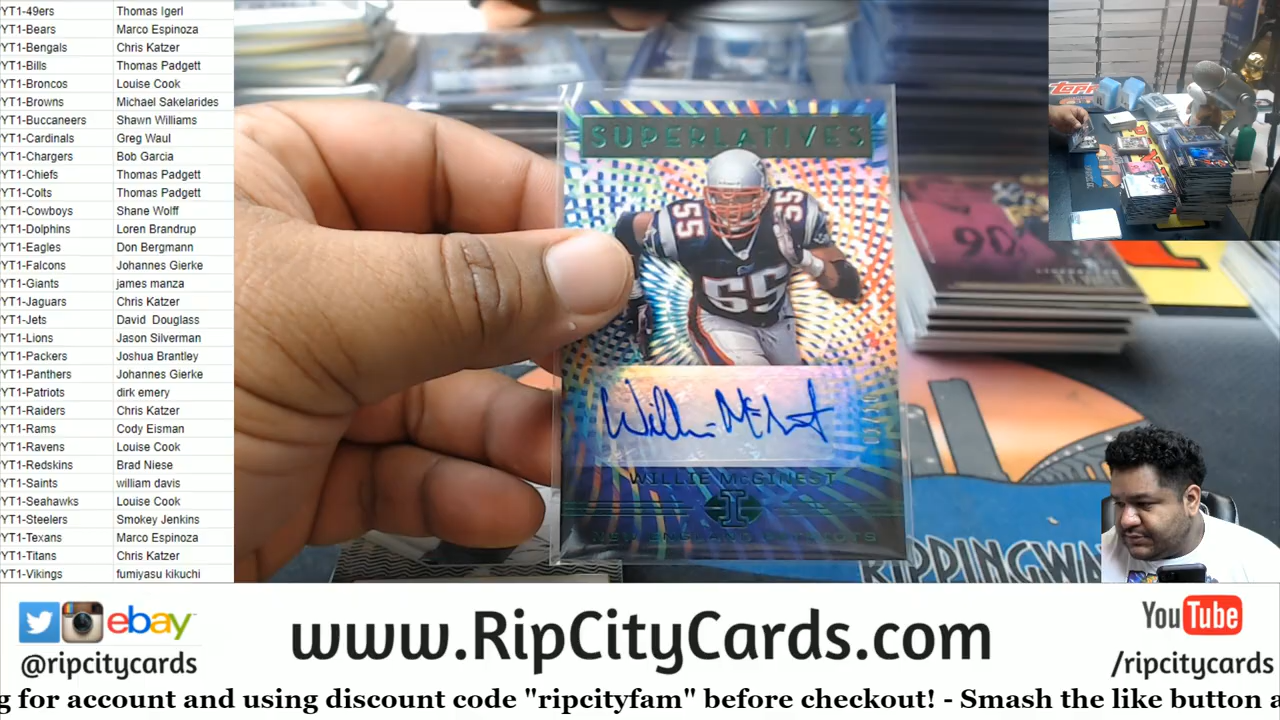 YT1-49ers Thomas Igerl
YT1-Bears Marco Espinoza
YT1-Bengals Chris Katzer
YT1-Bills Thomas Padgett
YT1-Broncos Louise Cook
YT1-Browns Michael Sakelarides
YT1-Buccaneers Shawn Williams
YT1-Cardinals Greg Waul
YT1-Chargers Bob Garcia
YT1-Chiefs Thomas Padgett
YT1-Colts Thomas Padgett
YT1-Cowboys Shane Wolff
YT1-Dolphins Loren Brandrup
YT1-Eagles Don Bergmann
YT1-Falcons Johannes Gierke
YT1-Giants james manza
YT1-Jaguars Chris Katzer
YT1-Jets David Douglass
YT1-Lions Jason Silverman
YT1-Packers Joshua Brantley
YT1-Panthers Johannes Gierke
YT1-Patriots dirk emery
YT1-Raiders Chris Katzer
YT1-Rams Cody Eisman
YT1-Ravens Louise Cook
YT1-Redskins Brad Niese
YT1-Saints william davis
YT1-Seahawks Louise Cook
YT1-Steelers Smokey Jenkins
YT1-Texans Marco Espinoza
YT1-Titans Chris Katzer
YT1-Vikings fumiyasu kikuchi
SUPERLATIVES
55
55
55
WILLIE McGINEST
I
NEW ENGLAND PATRIOTS
90
Topps
RIPPINGWA
ebay
@ripcitycards
www.RipCityCards.com
YouTube
/ripcitycards
g for account and using discount code "ripcityfam" before checkout! - Smash the like button a